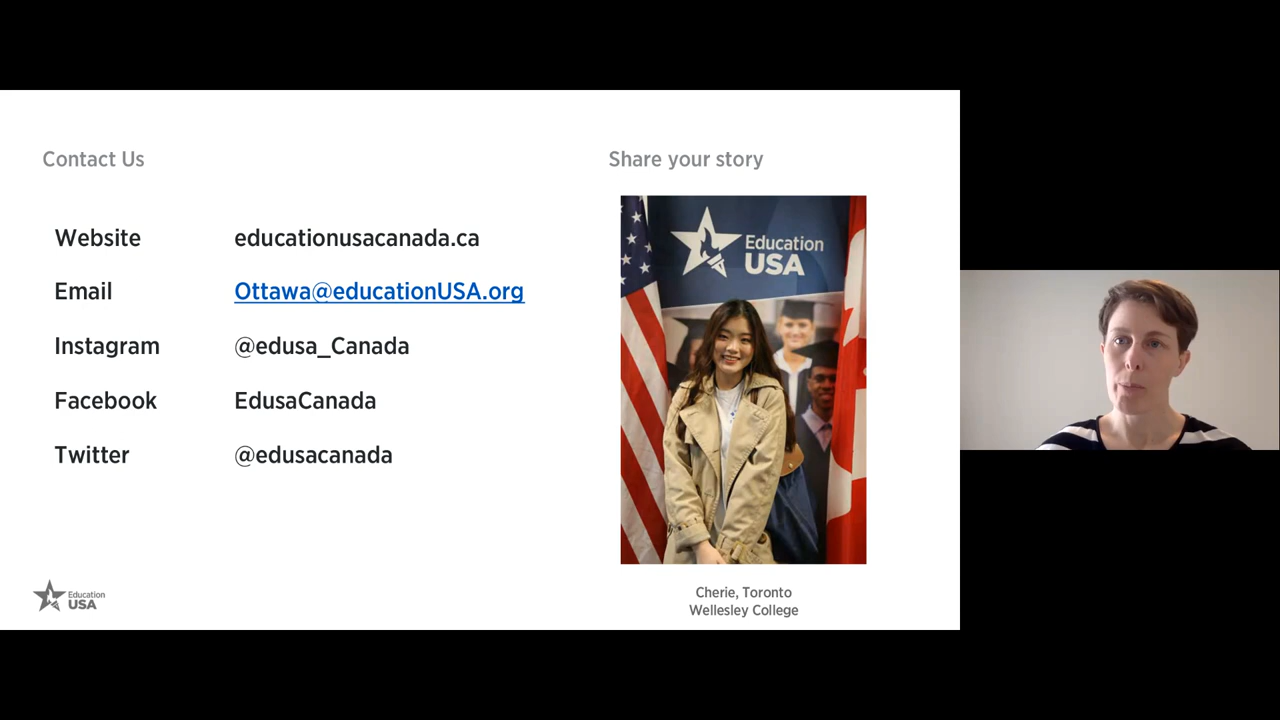 Contact Us
Website educationusacanada.ca
Email Ottawa@educationUSA.org
Instagram @edusa_Canada
Facebook EdusaCanada
Twitter @edusacanada
Share your story
Education
USA
Cherie, Toronto
Wellesley College
Education
USA